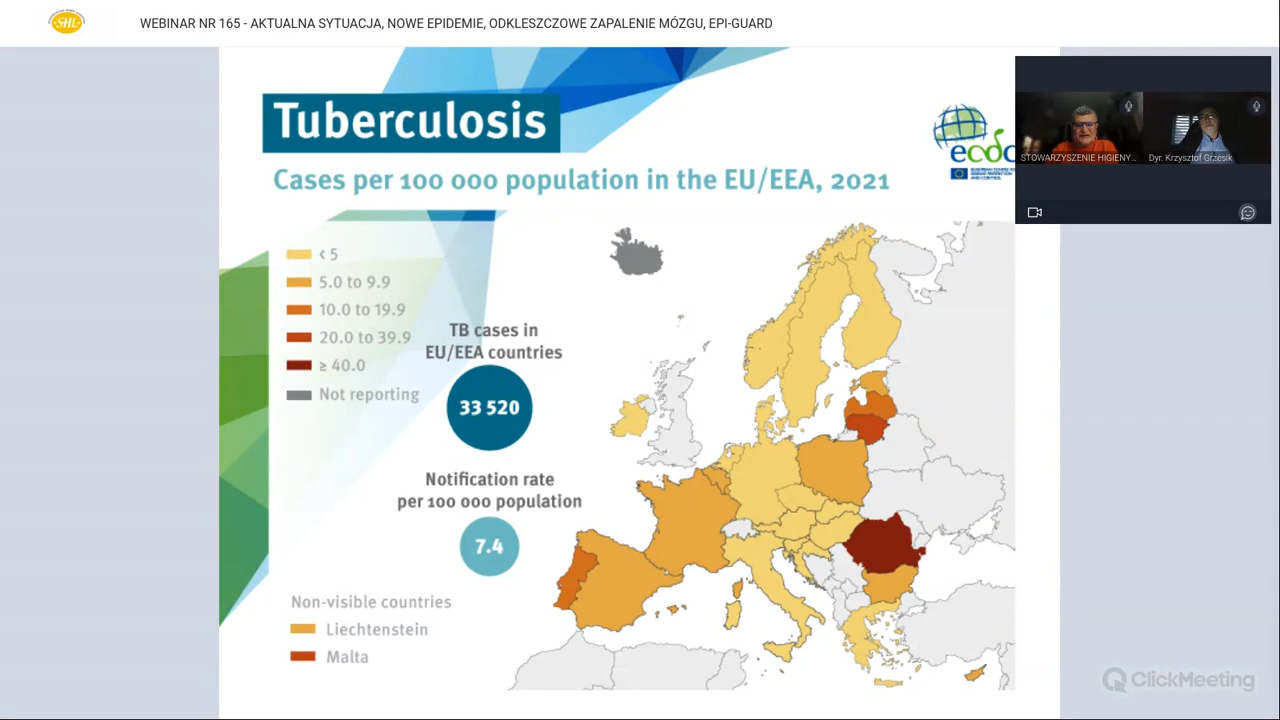 SHL
WEBINAR NR 165 - AKTUALNA SYTUACJA, NOWE EPIDEMIE, ODKLESZCZOWE ZAPALENIE MÓZGU, EPI-GUARD
Tuberculosis
Cases per 100 000 population in the EU/EEA, 2021
ecdc
STOWARZYSZENIE HIGIENY...
Dyr. Krzysztof Grzesik
< 5
5.0 to 9.9
10.0 to 19.9
20.0 to 39.9
≥ 40.0
Not reporting
TB cases in
EU/EEA countries
33 520
Notification rate
per 100 000 population
7.4
Non-visible countries
Liechtenstein
Malta
ClickMeeting